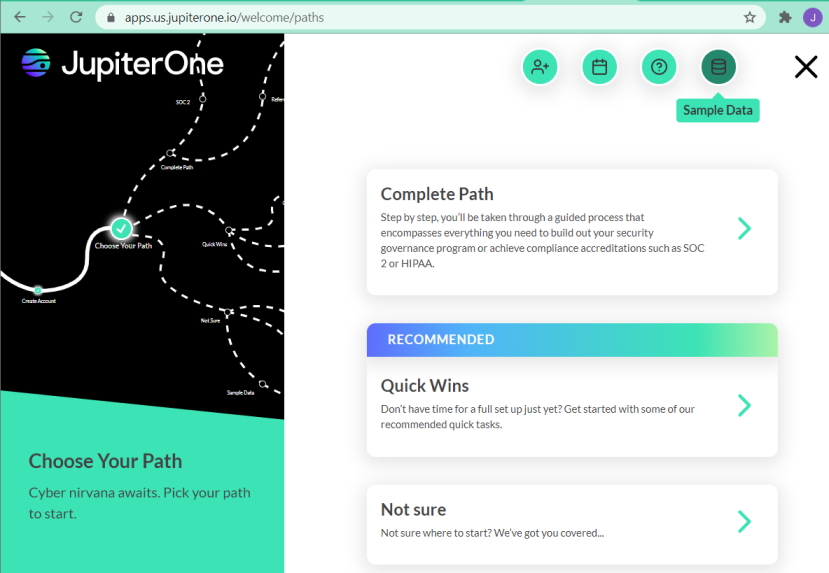 apps.us.jupiterone.io/welcome/paths
J
JupiterOne
SOC 2
Complete Path
Choose Your Path
Quick Wins
Create Account
Not Sure
Sample Data
Choose Your Path
Cyber nirvana awaits. Pick your path
to start.
Sample Data
Complete Path
Step by step, you'll be taken through a guided process that
encompasses everything you need to build out your security
governance program or achieve compliance accreditations such as SOC
2 or HIPAA.
RECOMMENDED
Quick Wins
Don't have time for a full set up just yet? Get started with some of our
recommended quick tasks.
Not sure
Not sure where to start? We've got you covered...